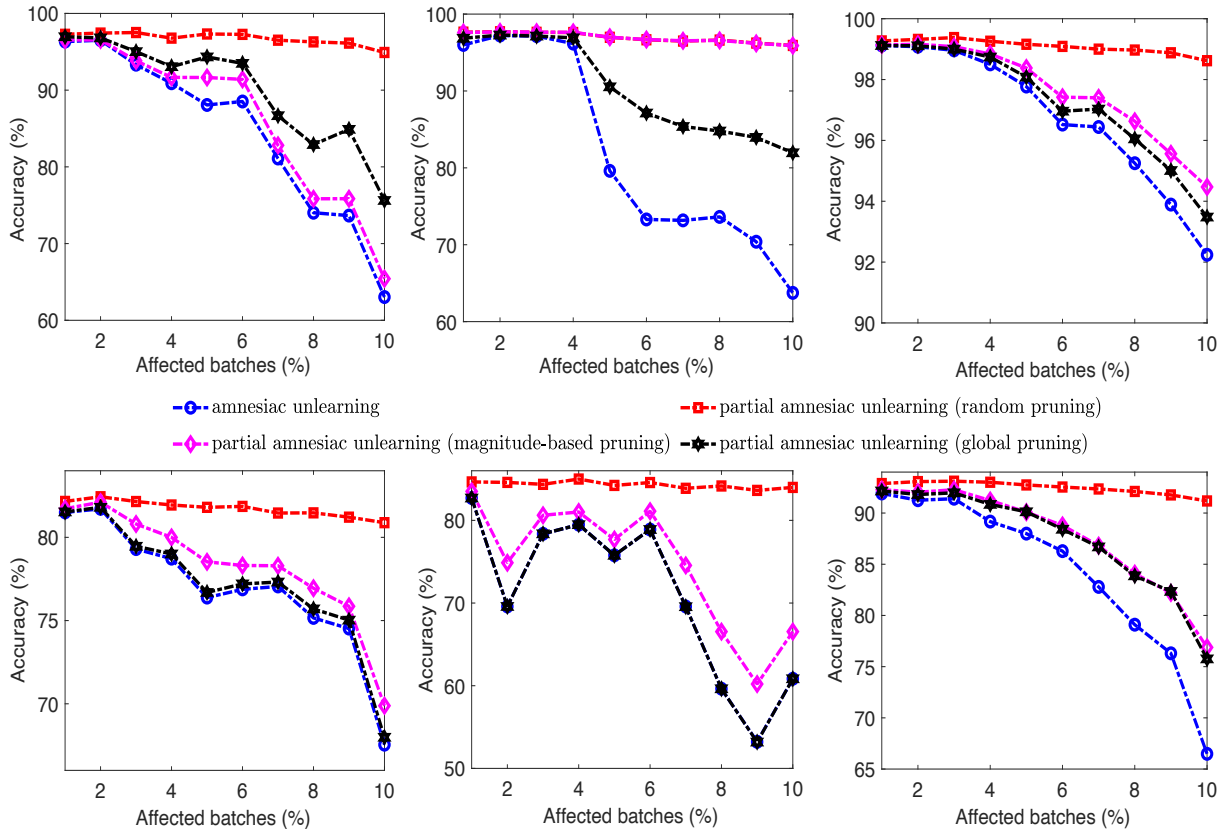 100
90
80
70
60
2 4 6 8 10
Accuracy (%)
Affected batches (%)
100
90
80
70
60
2 4 6 8 10
Accuracy (%)
Affected batches (%)
100
98
96
94
92
90
2 4 6 8 10
Accuracy (%)
Affected batches (%)
amnesiac unlearning
partial amnesiac unlearning (random pruning)
partial amnesiac unlearning (magnitude-based pruning)
partial amnesiac unlearning (global pruning)
80
75
70
2 4 6 8 10
Accuracy (%)
Affected batches (%)
80
70
60
50
2 4 6 8 10
Accuracy (%)
Affected batches (%)
90
85
80
75
70
65
2 4 6 8 10
Accuracy (%)
Affected batches (%)